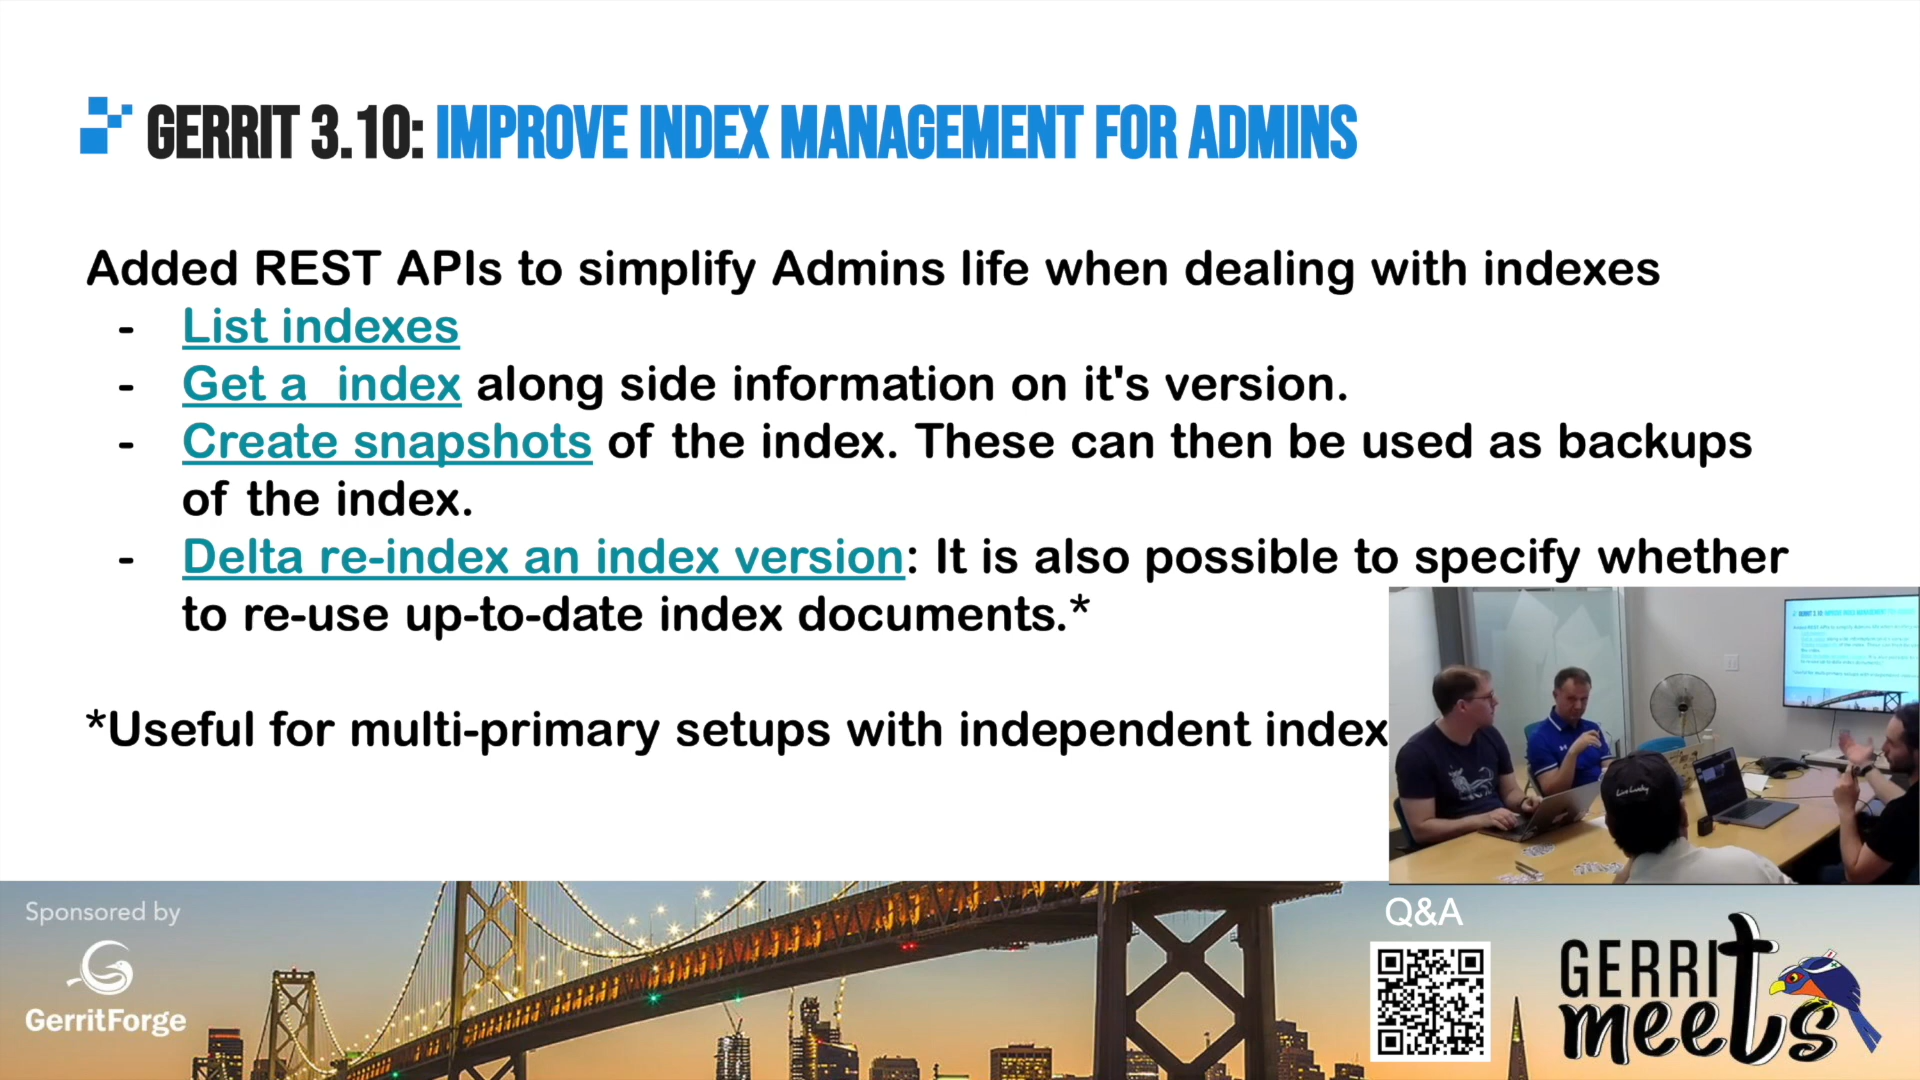 GERRIT 3.10: IMPROVE INDEX MANAGEMENT FOR ADMINS
Added REST APIs to simplify Admins life when dealing with indexes
- List indexes
- Get a  index along side information on it's version.
- Create snapshots of the index. These can then be used as backups
of the index.
- Delta re-index an index version: It is also possible to specify whether
to re-use up-to-date index documents.*
*Useful for multi-primary setups with independent index
Sponsored by
GerritForge
Q&A
GERRIT
meets